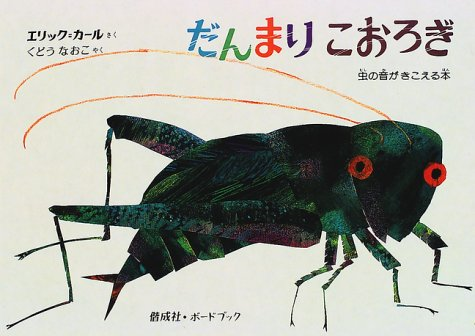 エリック=カール さく
くどう なおこ やく
だんまり こおろぎ
虫の音がきこえる本
偕成社・ボードブック